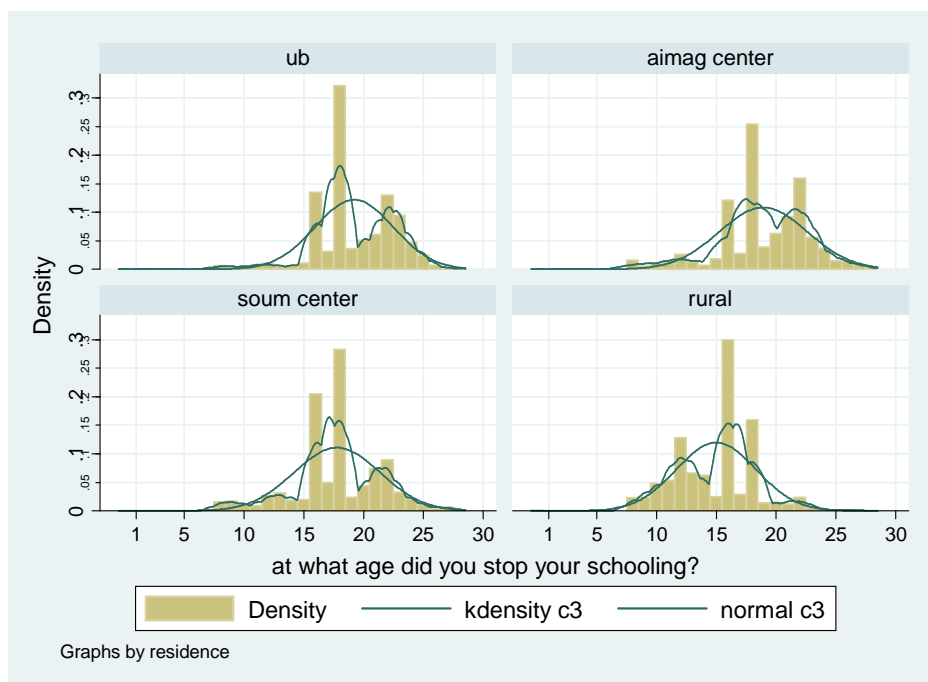 ub
aimag center
0 .05 .1 .15 .2 .25 .3
soum center
rural
0 .05 .1 .15 .2 .25 .3
Density
1 5 10 15 20 25 30
1 5 10 15 20 25 30
at what age did you stop your schooling?
Density kdensity c3 normal c3
Graphs by residence